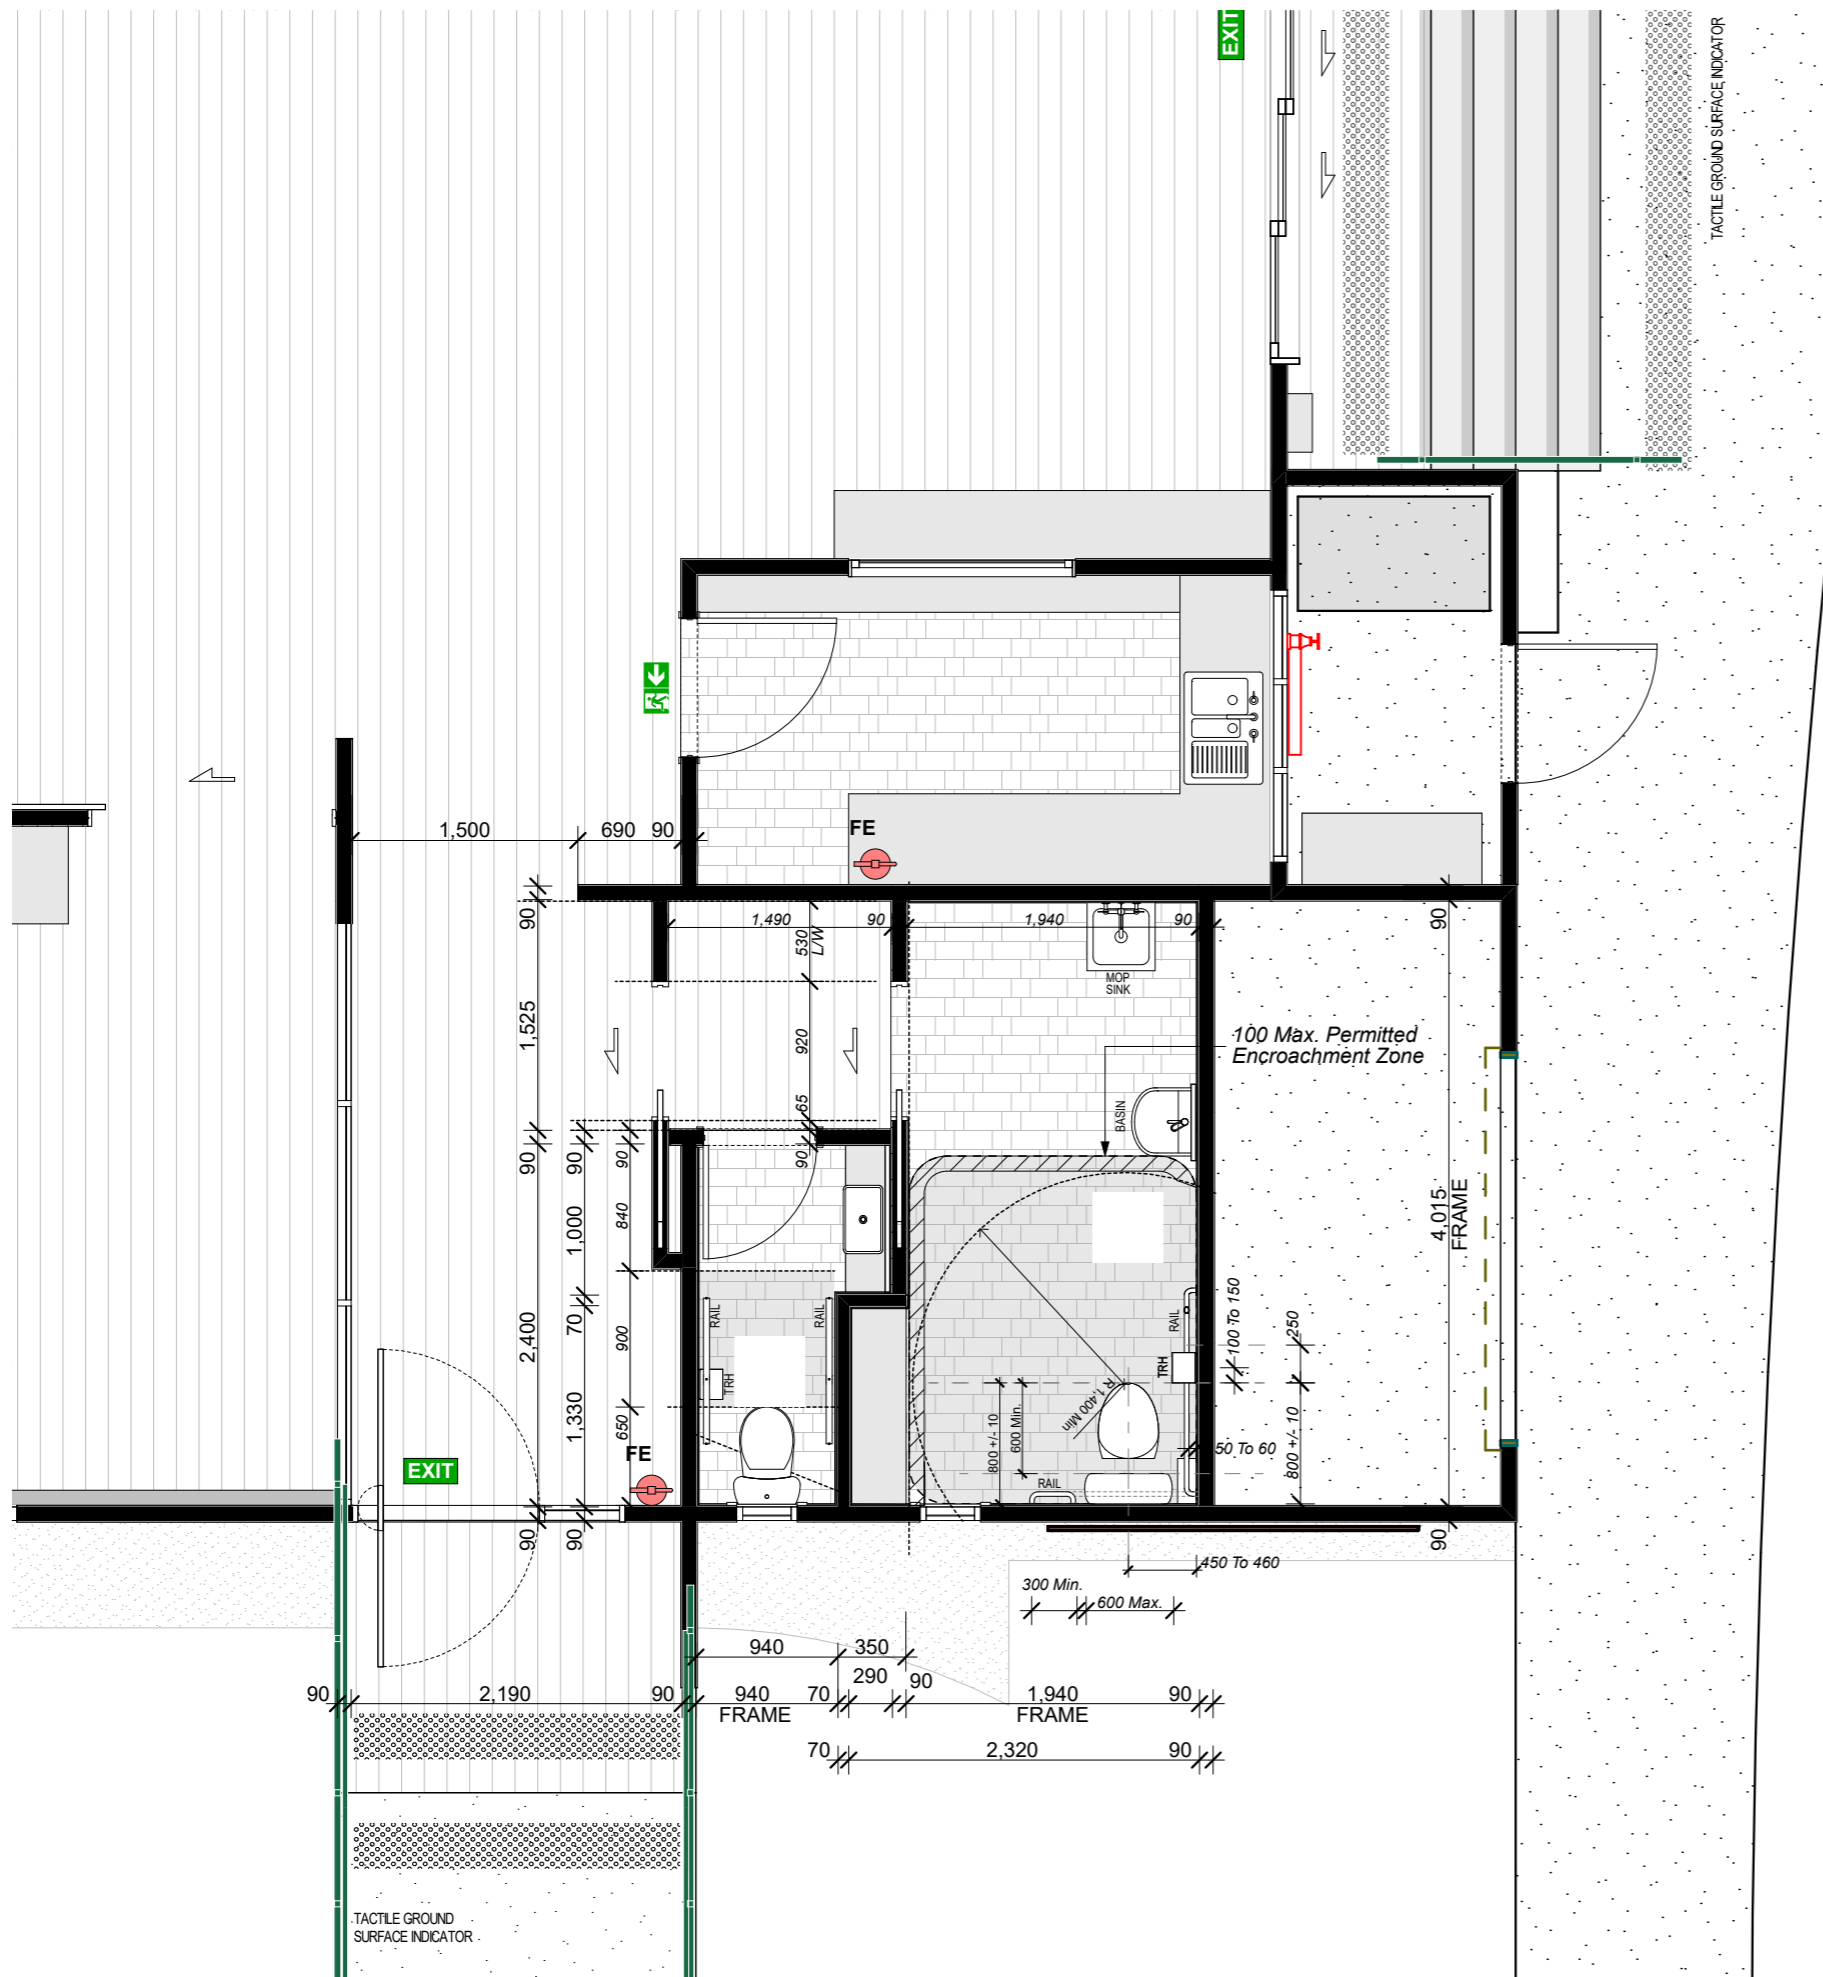 EXIT
TACTILE GROUND SURFACE INDICATOR
1,500
690
90
FE
90
1,490
90
530
L/W
1,940
90
90
MOP
SINK
1,525
920
100 Max. Permitted
Encroachment Zone
65
BASIN
90
90
90
90
840
1,000
4,015
FRAME
70
2,400
900
RAIL
RAIL
RAIL
100 To 150
250
TRH
TRH
1,330
650
800 +/- 10
600 Min.
R 1,400 Min
800 +/- 10
50 To 60
FE
EXIT
RAIL
90
90
90
450 To 460
300 Min.
600 Max.
940
350
290
90
90
2,190
90
940
FRAME
70
1,940
FRAME
90
70
2,320
90
TACTILE GROUND
SURFACE INDICATOR